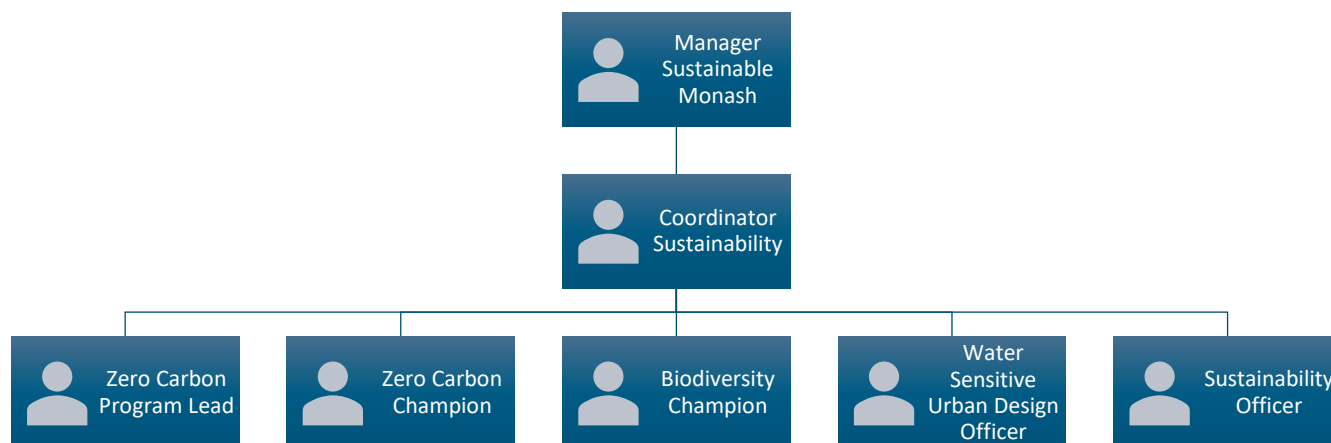 Manager
Sustainable
Monash
Coordinator
Sustainability
Zero Carbon
Program Lead
Zero Carbon
Champion
Biodiversity
Champion
Water
Sensitive
Urban Design
Officer
Sustainability
Officer